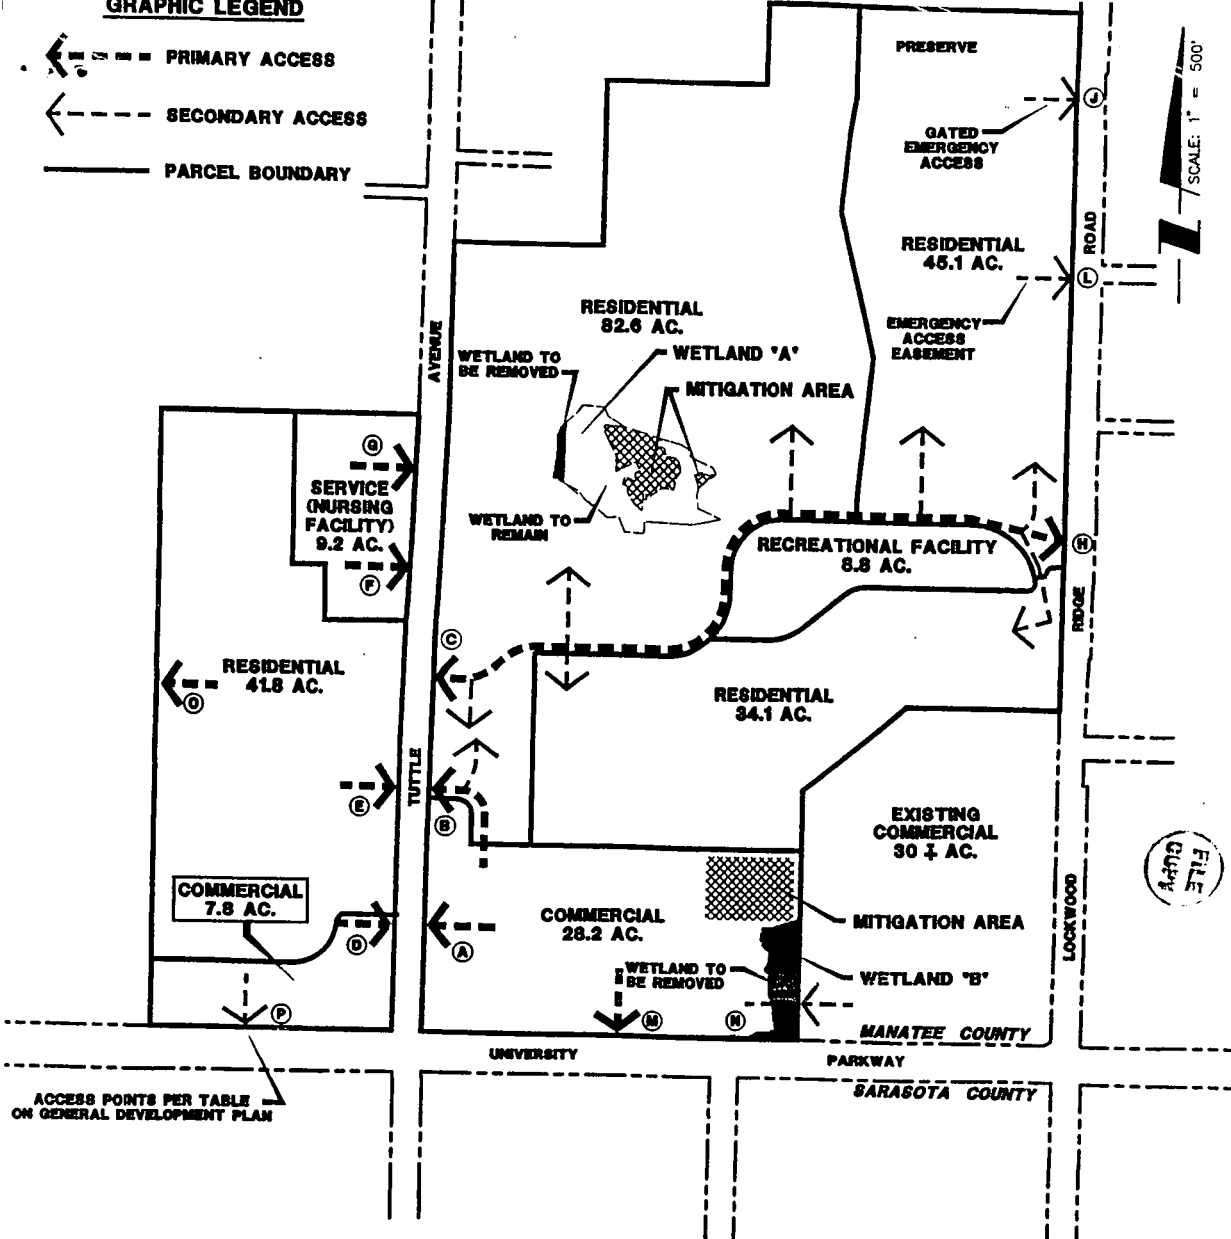 GRAPHIC LEGEND
PRIMARY ACCESS
SECONDARY ACCESS
PARCEL BOUNDARY
PRESERVE
J
GATED
EMERGENCY
ACCESS
SCALE: 1" = 500'
RESIDENTIAL
45.1 AC.
L
EMERGENCY
ACCESS
EASEMENT
ROAD
RESIDENTIAL
82.6 AC.
WETLAND "A"
WETLAND TO
BE REMOVED
MITIGATION AREA
WETLAND TO
REMAIN
AVENUE
G
SERVICE
(NURSING
FACILITY)
9.2 AC.
F
RECREATIONAL FACILITY
8.8 AC.
H
RIDGE
C
RESIDENTIAL
41.8 AC.
O
RESIDENTIAL
34.1 AC.
TUTTLE
E
B
EXISTING
COMMERCIAL
30 ± AC.
FILE
COPY
COMMERCIAL
7.8 AC.
D
A
COMMERCIAL
28.2 AC.
MITIGATION AREA
LOCKWOOD
WETLAND TO
BE REMOVED
WETLAND "B"
P
M
N
MANATEE COUNTY
UNIVERSITY
PARKWAY
SARASOTA COUNTY
ACCESS POINTS PER TABLE
ON GENERAL DEVELOPMENT PLAN